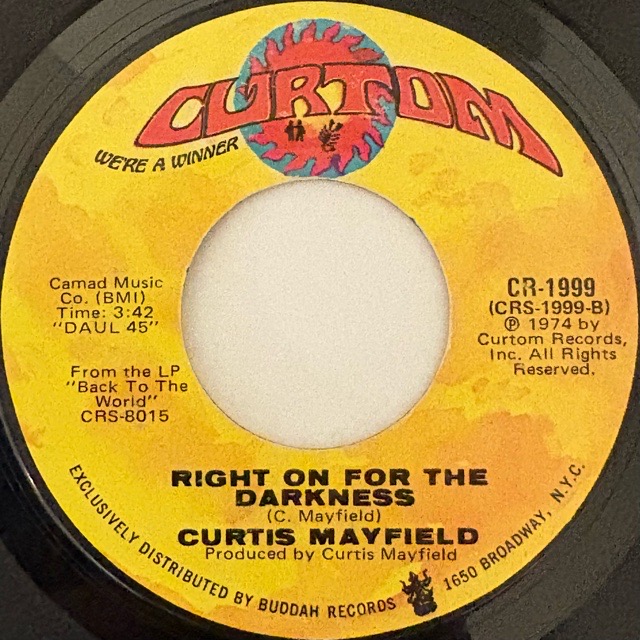 CURTOM
WE'RE A WINNER
Camad Music
Co. (BMI)
Time: 3:42
"DAUL 45"
From the LP
"Back To The
World"
CRS-8015
CR-1999
(CRS-1999-B)
℗ 1974 by
Curtom Records,
Inc. All Rights
Reserved.
RIGHT ON FOR THE
DARKNESS
(C. Mayfield)
CURTIS MAYFIELD
Produced by Curtis Mayfield
EXCLUSIVELY DISTRIBUTED BY BUDDAH RECORDS 1650 BROADWAY, N.Y.C.